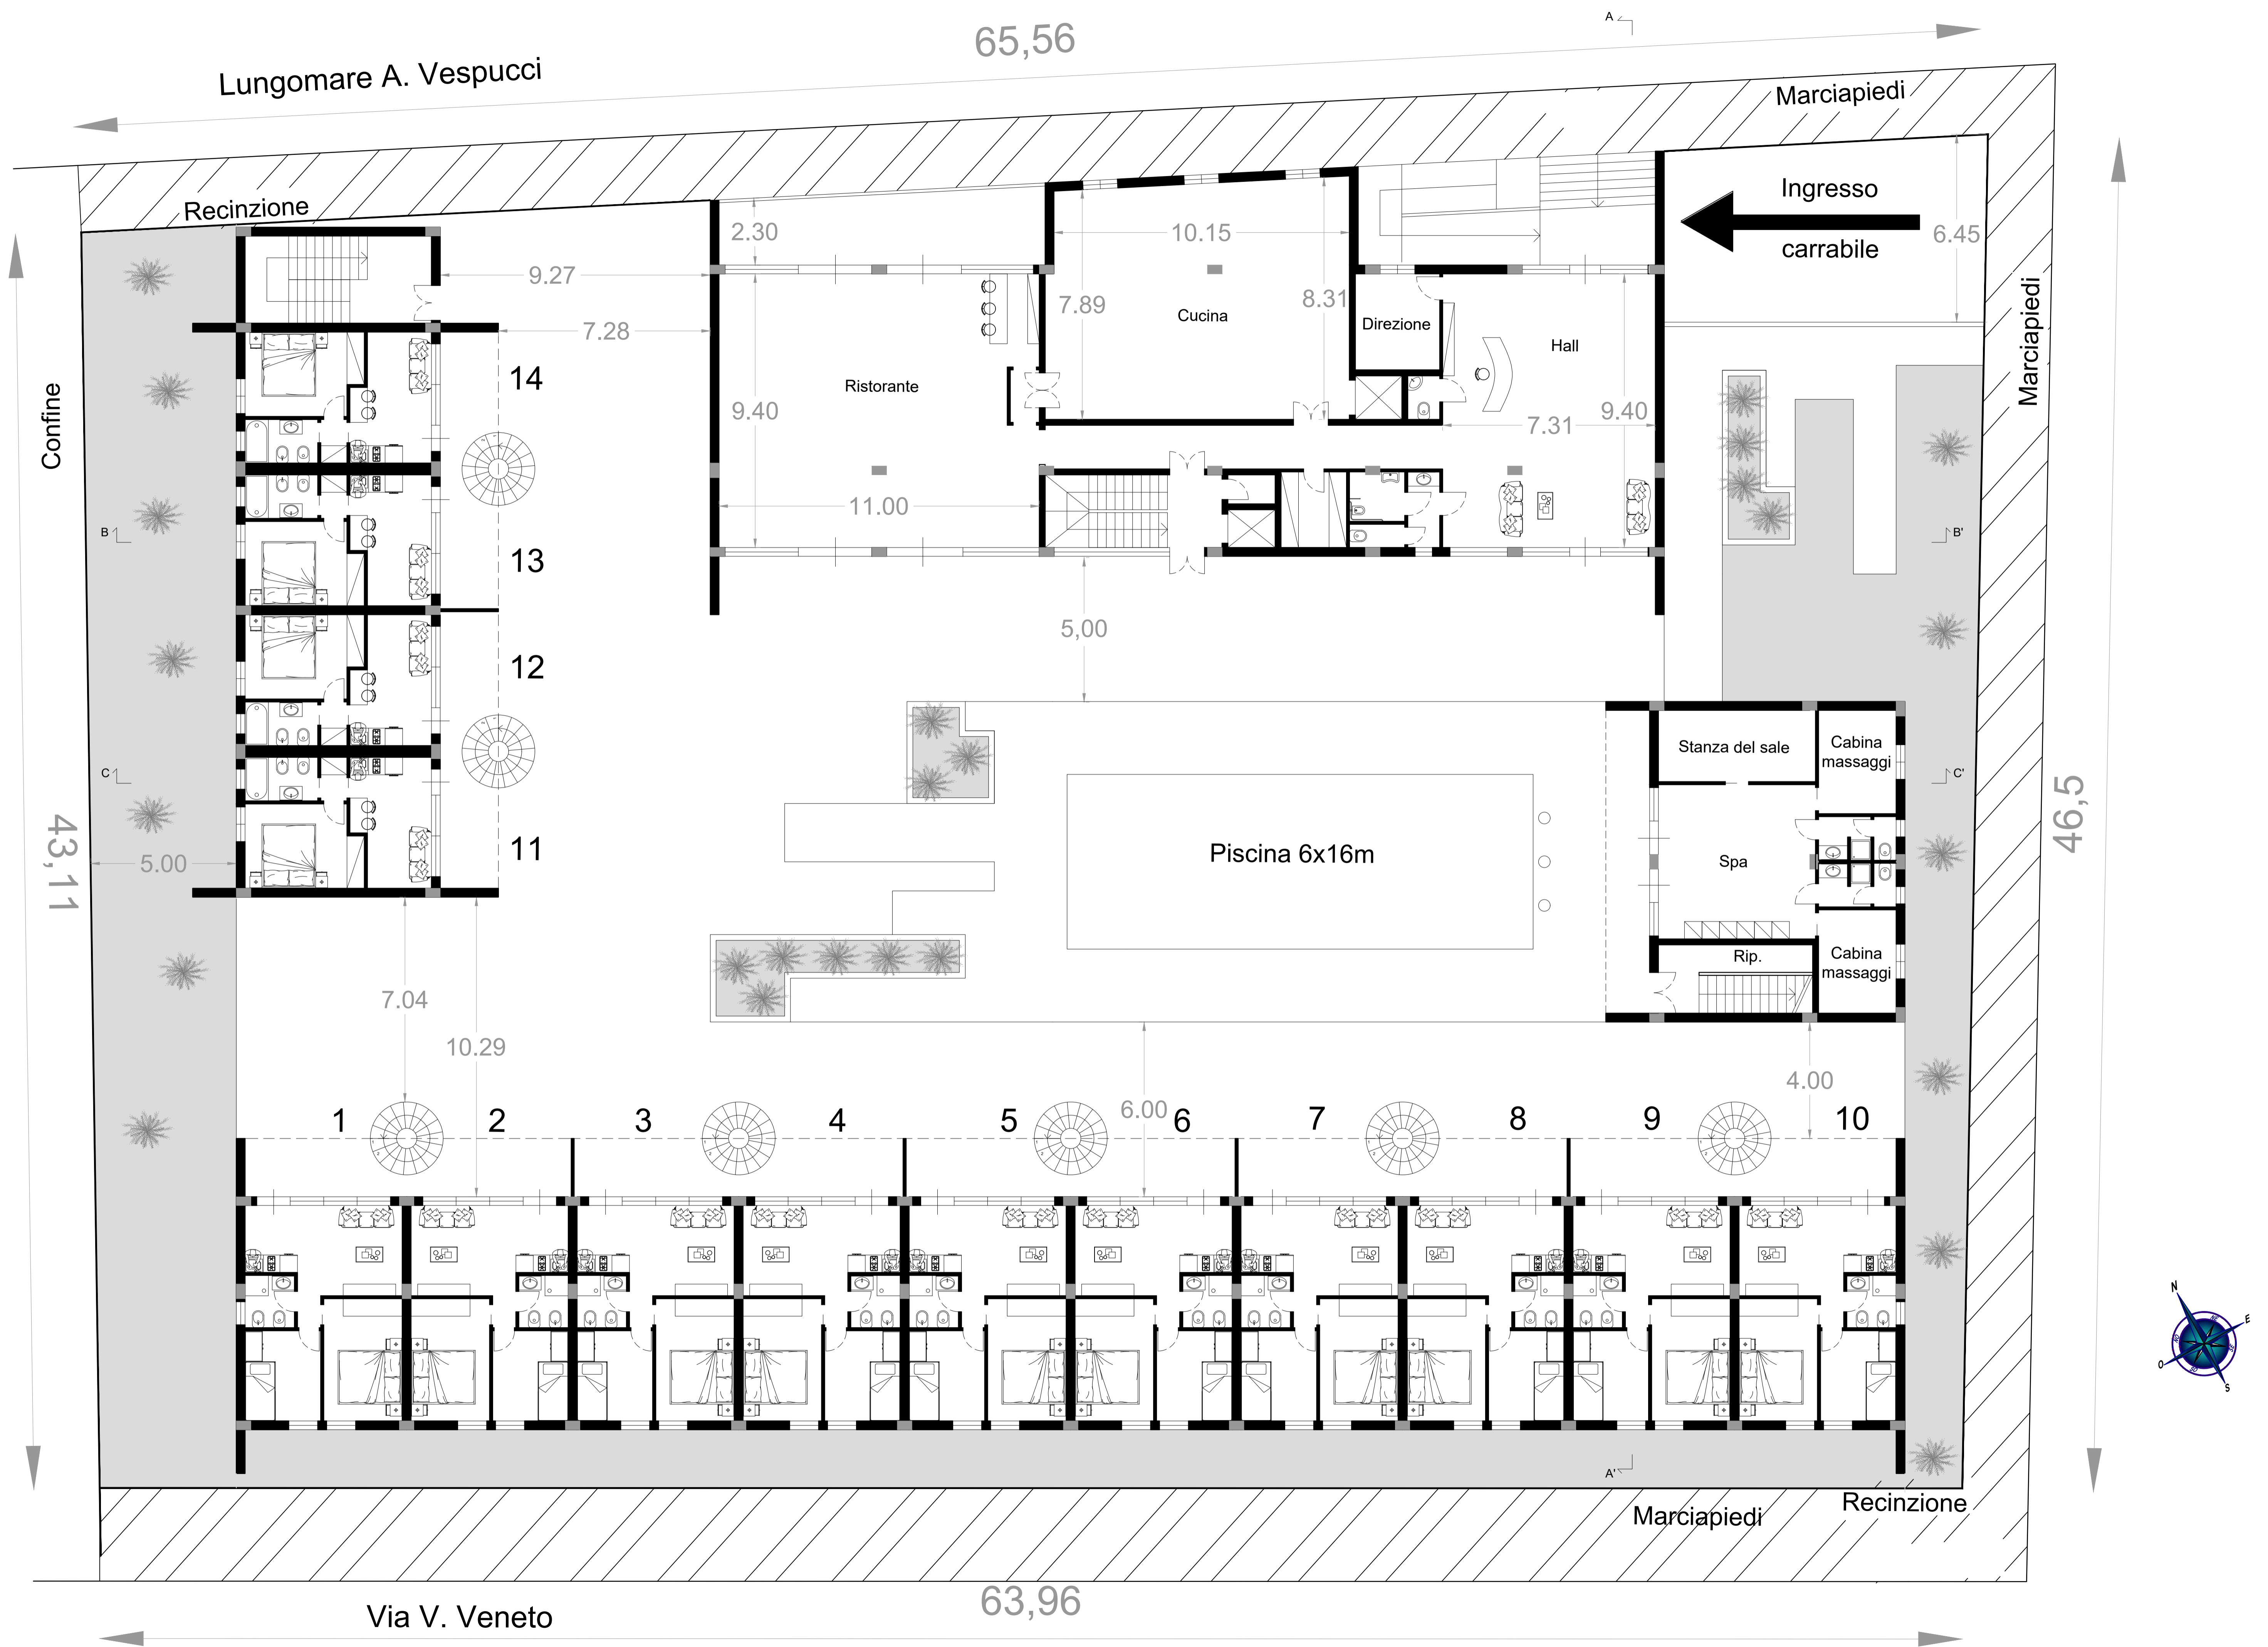 A
65,56
Lungomare A. Vespucci
Marciapiedi
Recinzione
Ingresso
carrabile
6.45
2.30
10.15
9.27
7.28
7.89
8.31
Cucina
Direzione
Hall
Marciapiedi
14
Ristorante
9.40
9.40
7.31
Confine
11.00
B
B'
13
5,00
12
Stanza del sale
Cabina
massaggi
C
C'
46,5
43,11
5.00
11
Piscina 6x16m
Spa
Rip.
Cabina
massaggi
7.04
10.29
4.00
6.00
1
2
3
4
5
6
7
8
9
10
N
E
O
S
A'
Recinzione
Marciapiedi
63,96
Via V. Veneto